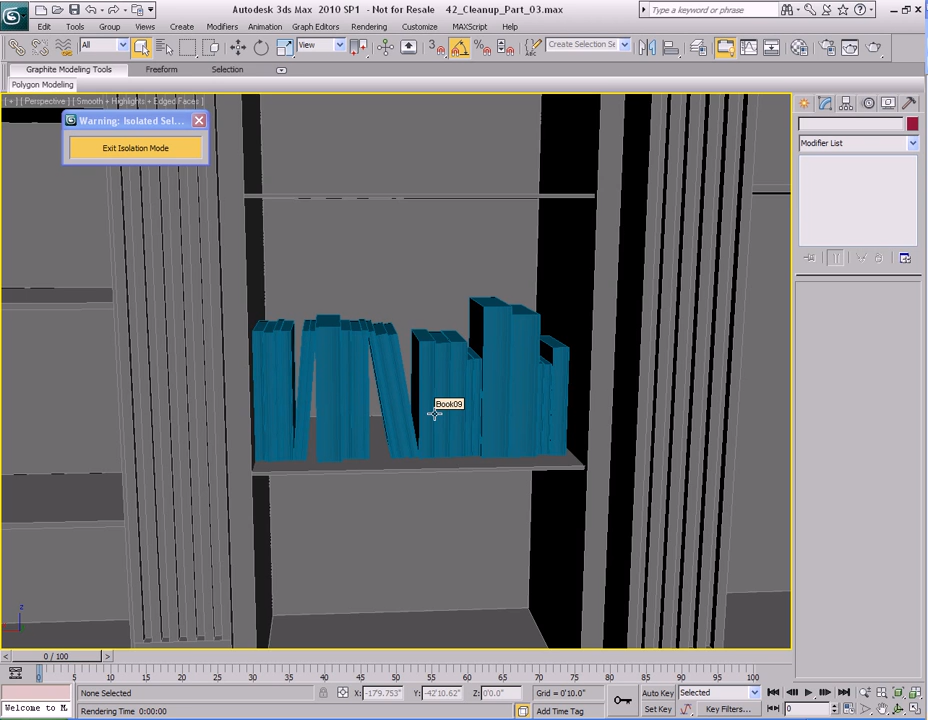 Autodesk 3ds Max 2010 SP1 - Not for Resale 42_Cleanup_Part_03.max
Type a keyword or phrase
Edit Tools Group Views Create Modifiers Animation Graph Editors Rendering Customize MAXScript Help
All View Create Selection Se
Graphite Modeling Tools Freeform Selection
Polygon Modeling
[ + ] [ Perspective ] [ Smooth + Highlights + Edged Faces ]
Warning: Isolated Sel...
Exit Isolation Mode
Modifier List
Book09
z
0 / 100
0 5 10 15 20 25 30 35 40 45 50 55 60 65 70 75 80 85 90 95 100
None Selected X: -179.753" Y: -42'10.62" Z: 0'0.0" Grid = 0'10.0" Auto Key Selected
Welcome to M Rendering Time 0:00:00 Add Time Tag Set Key Key Filters... 0